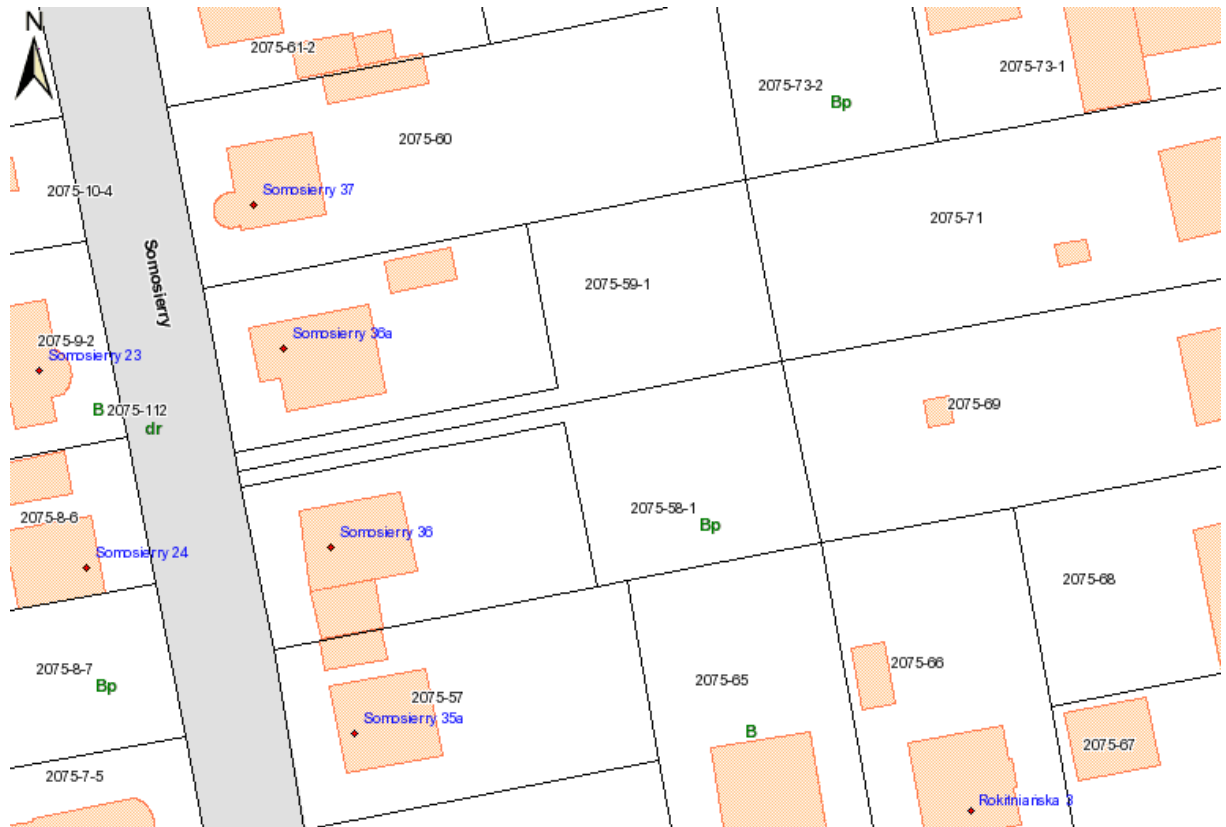 N
2075-61-2
2075-73-1
2075-73-2
Bp
2075-60
2075-10-4
Somosierry 37
2075-71
Somosierry
2075-59-1
2075-9-2
Somosierry 23
Somosierry 36a
B 2075-112
dr
2075-69
2075-8-6
Somosierry 24
Somosierry 36
2075-58-1
Bp
2075-68
2075-8-7
Bp
2075-57
Somosierry 35a
2075-65
B
2075-66
2075-67
2075-7-5
Rokitniańska 3